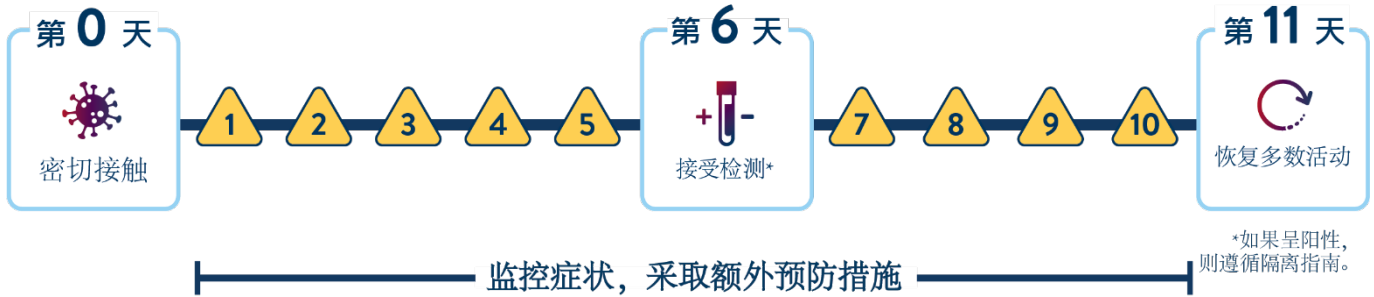 第 0 天
密切接触
1
2
3
4
5
第 6 天
+ -
接受检测*
7
8
9
10
第 11 天
恢复多数活动
*如果呈阳性，
则遵循隔离指南。
监控症状，采取额外预防措施